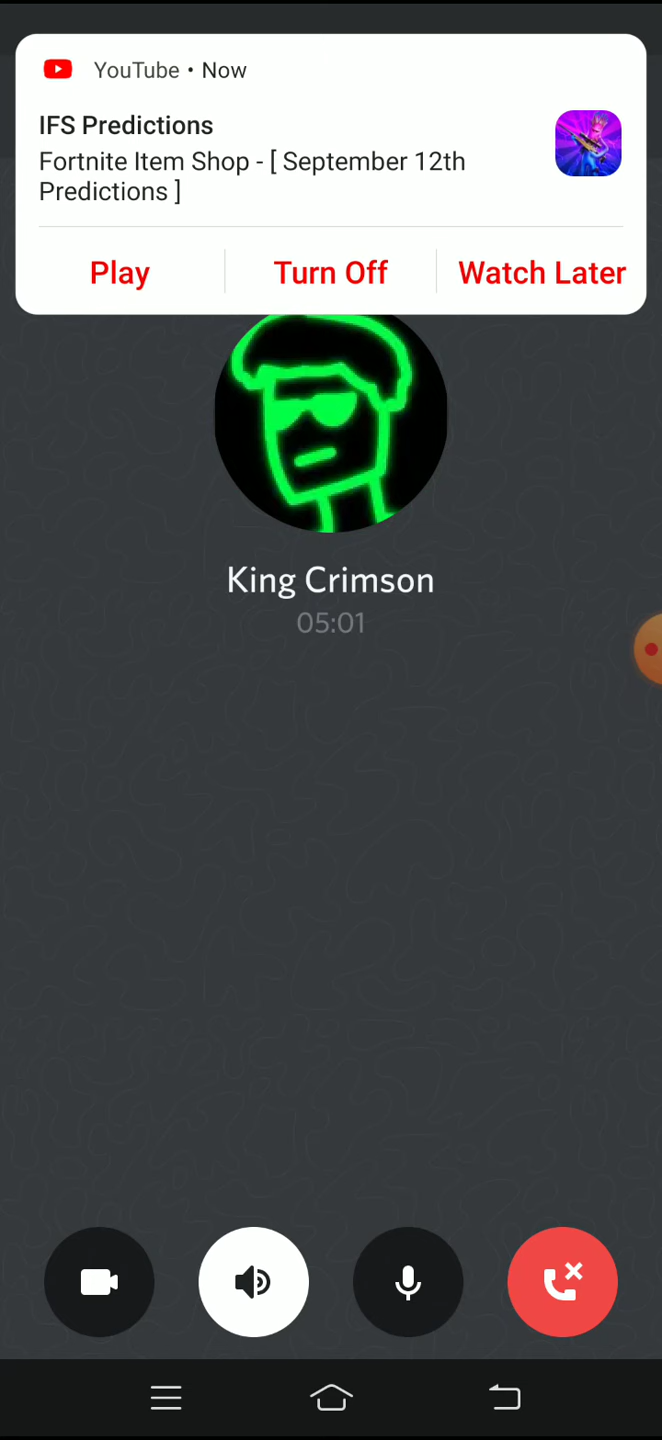 YouTube • Now
IFS Predictions
Fortnite Item Shop - [ September 12th
Predictions ]
Play
Turn Off
Watch Later
King Crimson
05:01